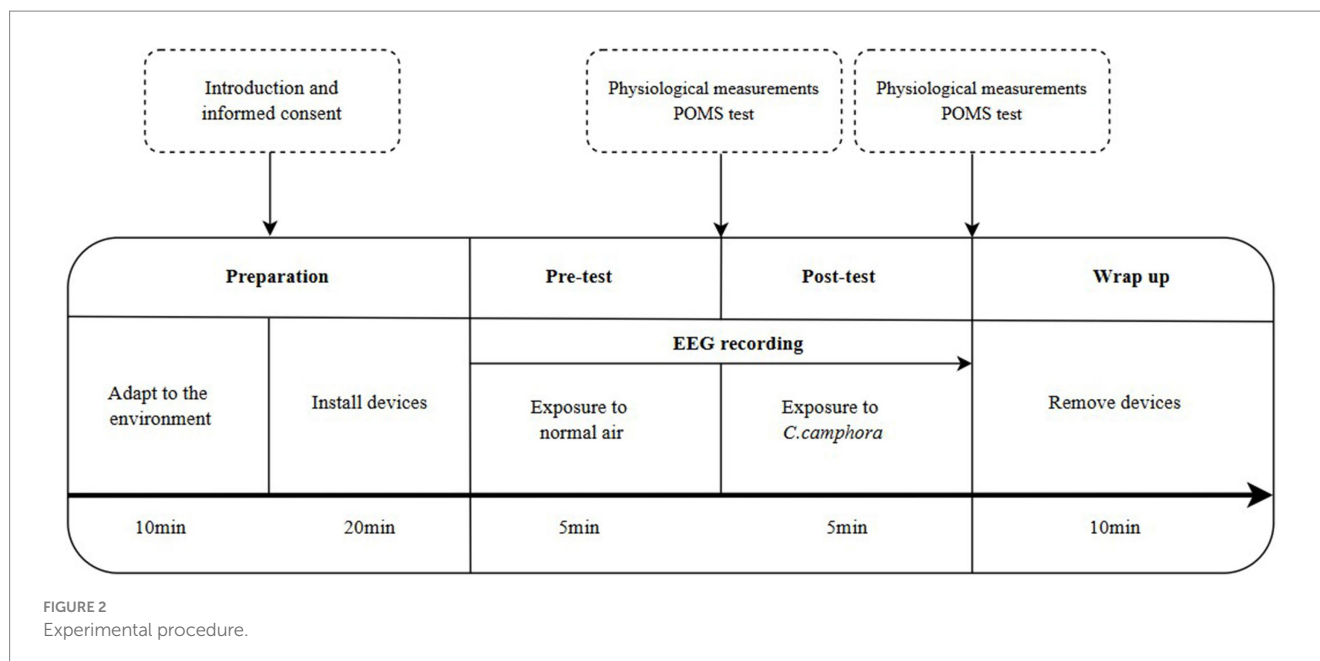 Introduction and
informed consent
Physiological measurements
POMS test
Physiological measurements
POMS test
Preparation
Pre-test
Post-test
Wrap up
EEG recording
Adapt to the
environment
Install devices
Exposure to
normal air
Exposure to
C.camphora
Remove devices
10min
20min
5min
5min
10min
FIGURE 2
Experimental procedure.